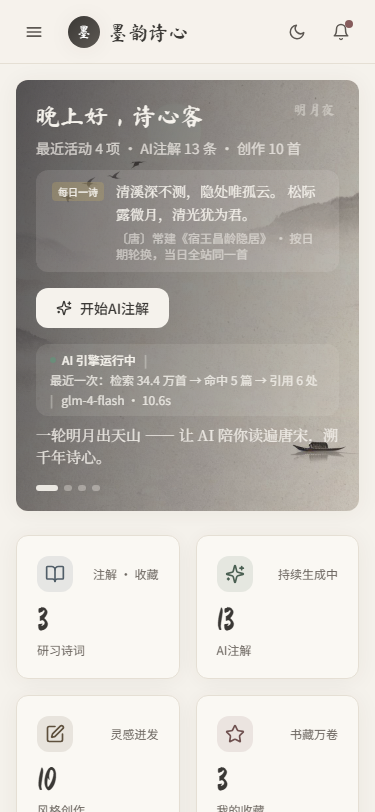 墨 墨韵诗心
晚上好，诗心客 明月夜
最近活动 4 项 · AI注解 13 条 · 创作 10 首
每日一诗 清溪深不测，隐处唯孤云。 松际
露微月，清光犹为君。
〔唐〕常建《宿王昌龄隐居》 · 按日
期轮换，当日全站同一首
开始AI注解
AI 引擎运行中 |
最近一次：检索 34.4 万首 → 命中 5 篇 → 引用 6 处
| glm-4-flash · 10.6s
一轮明月出天山 —— 让 AI 陪你读遍唐宋，溯
千年诗心。
注解 · 收藏
3
研习诗词
持续生成中
13
AI注解
灵感迸发
10
风格创作
书藏万卷
3
我的收藏